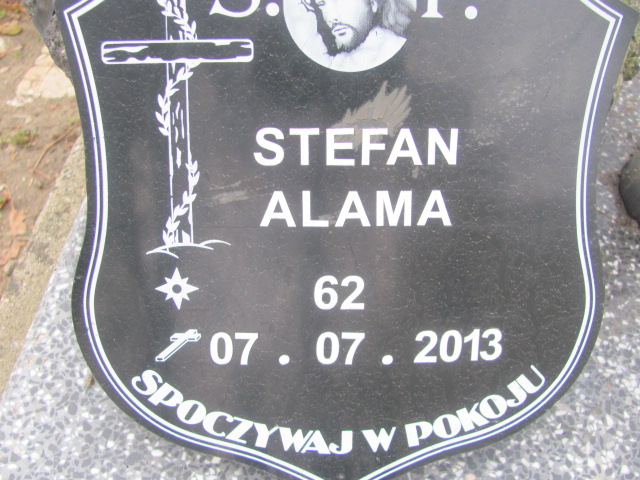 S. P.
STEFAN
ALAMA
62
07 . 07 . 2013
SPOCZYWAJ W POKOJU